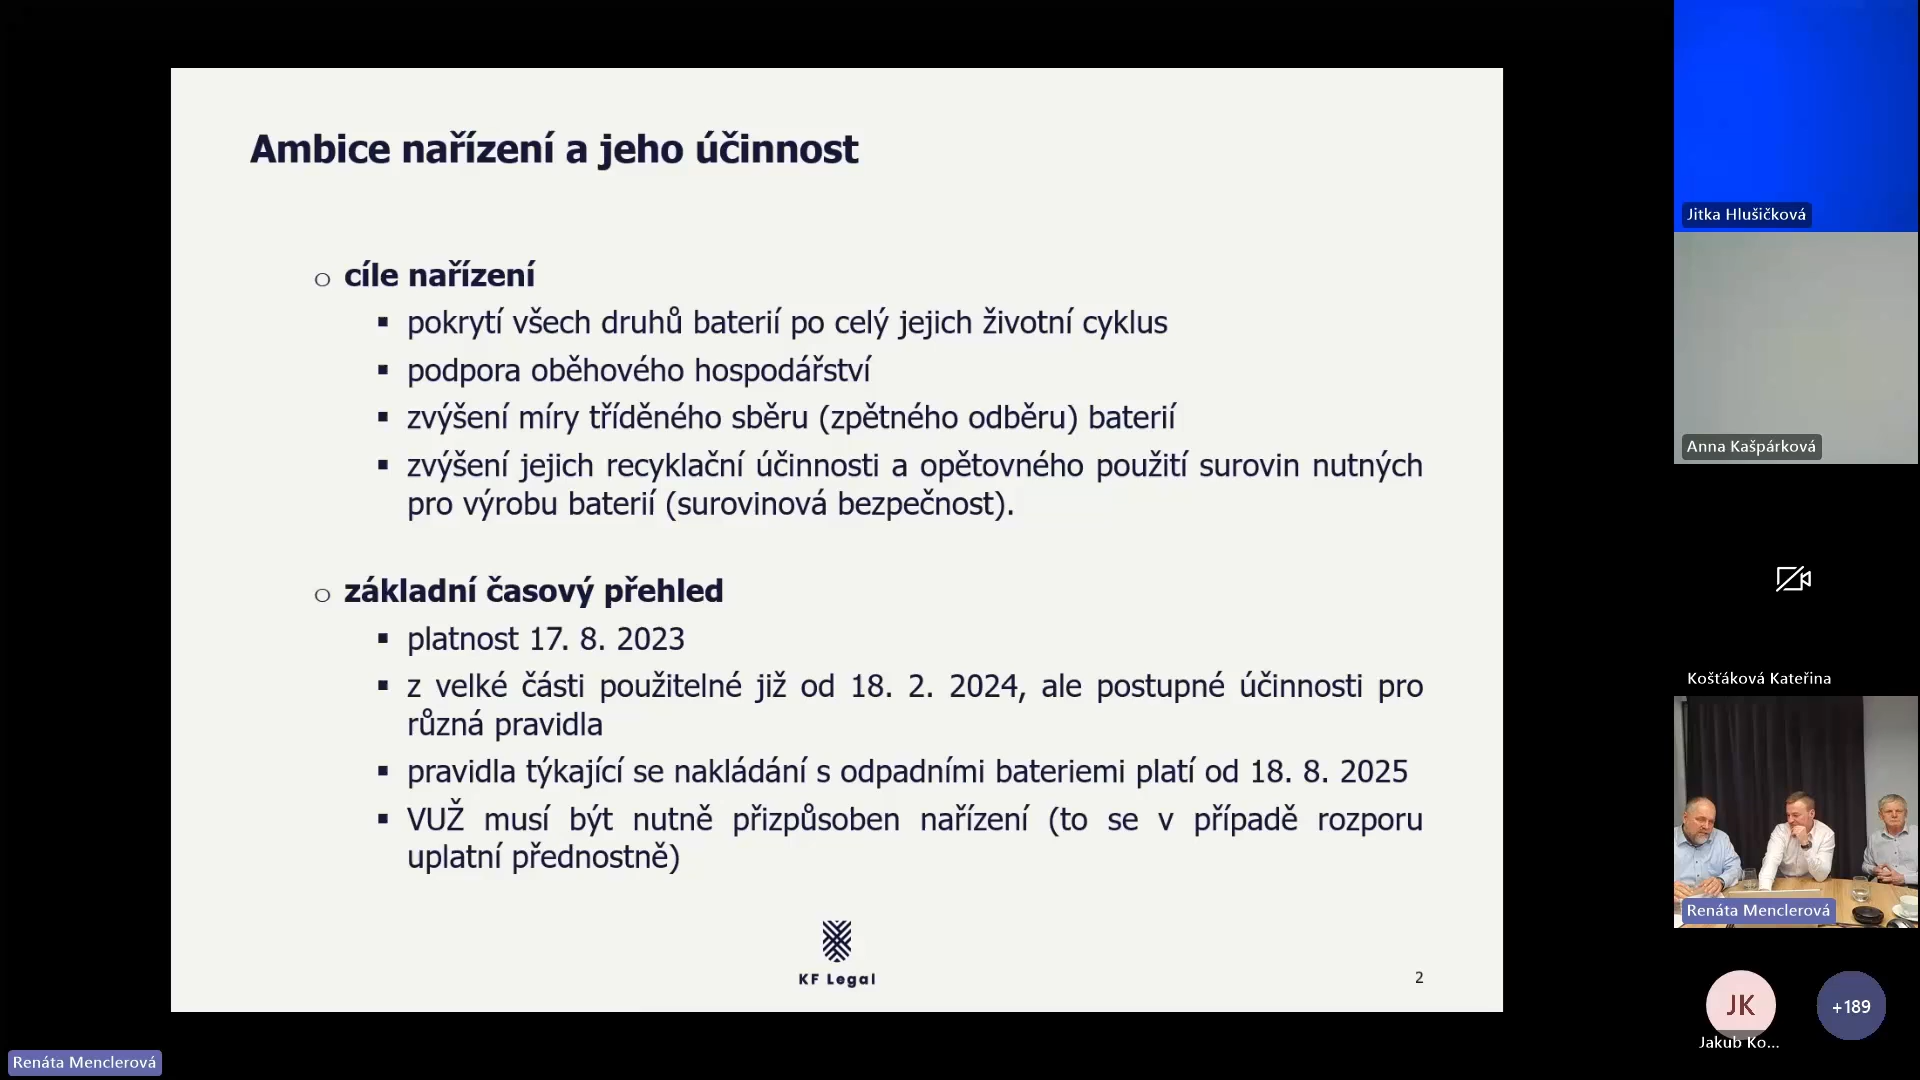 Ambice nařízení a jeho účinnost
o cíle nařízení
▪ pokrytí všech druhů baterií po celý jejich životní cyklus
▪ podpora oběhového hospodářství
▪ zvýšení míry tříděného sběru (zpětného odběru) baterií
▪ zvýšení jejich recyklační účinnosti a opětovného použití surovin nutných
pro výrobu baterií (surovinová bezpečnost).
o základní časový přehled
▪ platnost 17. 8. 2023
▪ z velké části použitelné již od 18. 2. 2024, ale postupné účinnosti pro
různá pravidla
▪ pravidla týkající se nakládání s odpadními bateriemi platí od 18. 8. 2025
▪ VUŽ musí být nutně přizpůsoben nařízení (to se v případě rozporu
uplatní přednostně)
KF Legal
2
Jitka Hlušičková
Anna Kašpárková
Košťáková Kateřina
Renáta Menclerová
JK
+189
Jakub Ko...
Renáta Menclerová